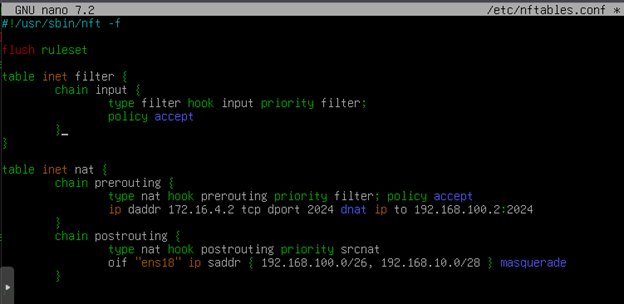 GNU nano 7.2 /etc/nftables.conf *
#!/usr/sbin/nft -f
flush ruleset
table inet filter {
chain input {
type filter hook input priority filter;
policy accept
}_
}
table inet nat {
chain prerouting {
type nat hook prerouting priority filter; policy accept
ip daddr 172.16.4.2 tcp dport 2024 dnat ip to 192.168.100.2:2024
}
chain postrouting {
type nat hook postrouting priority srcnat
oif "ens18" ip saddr { 192.168.100.0/26, 192.168.10.0/28 } masquerade
}